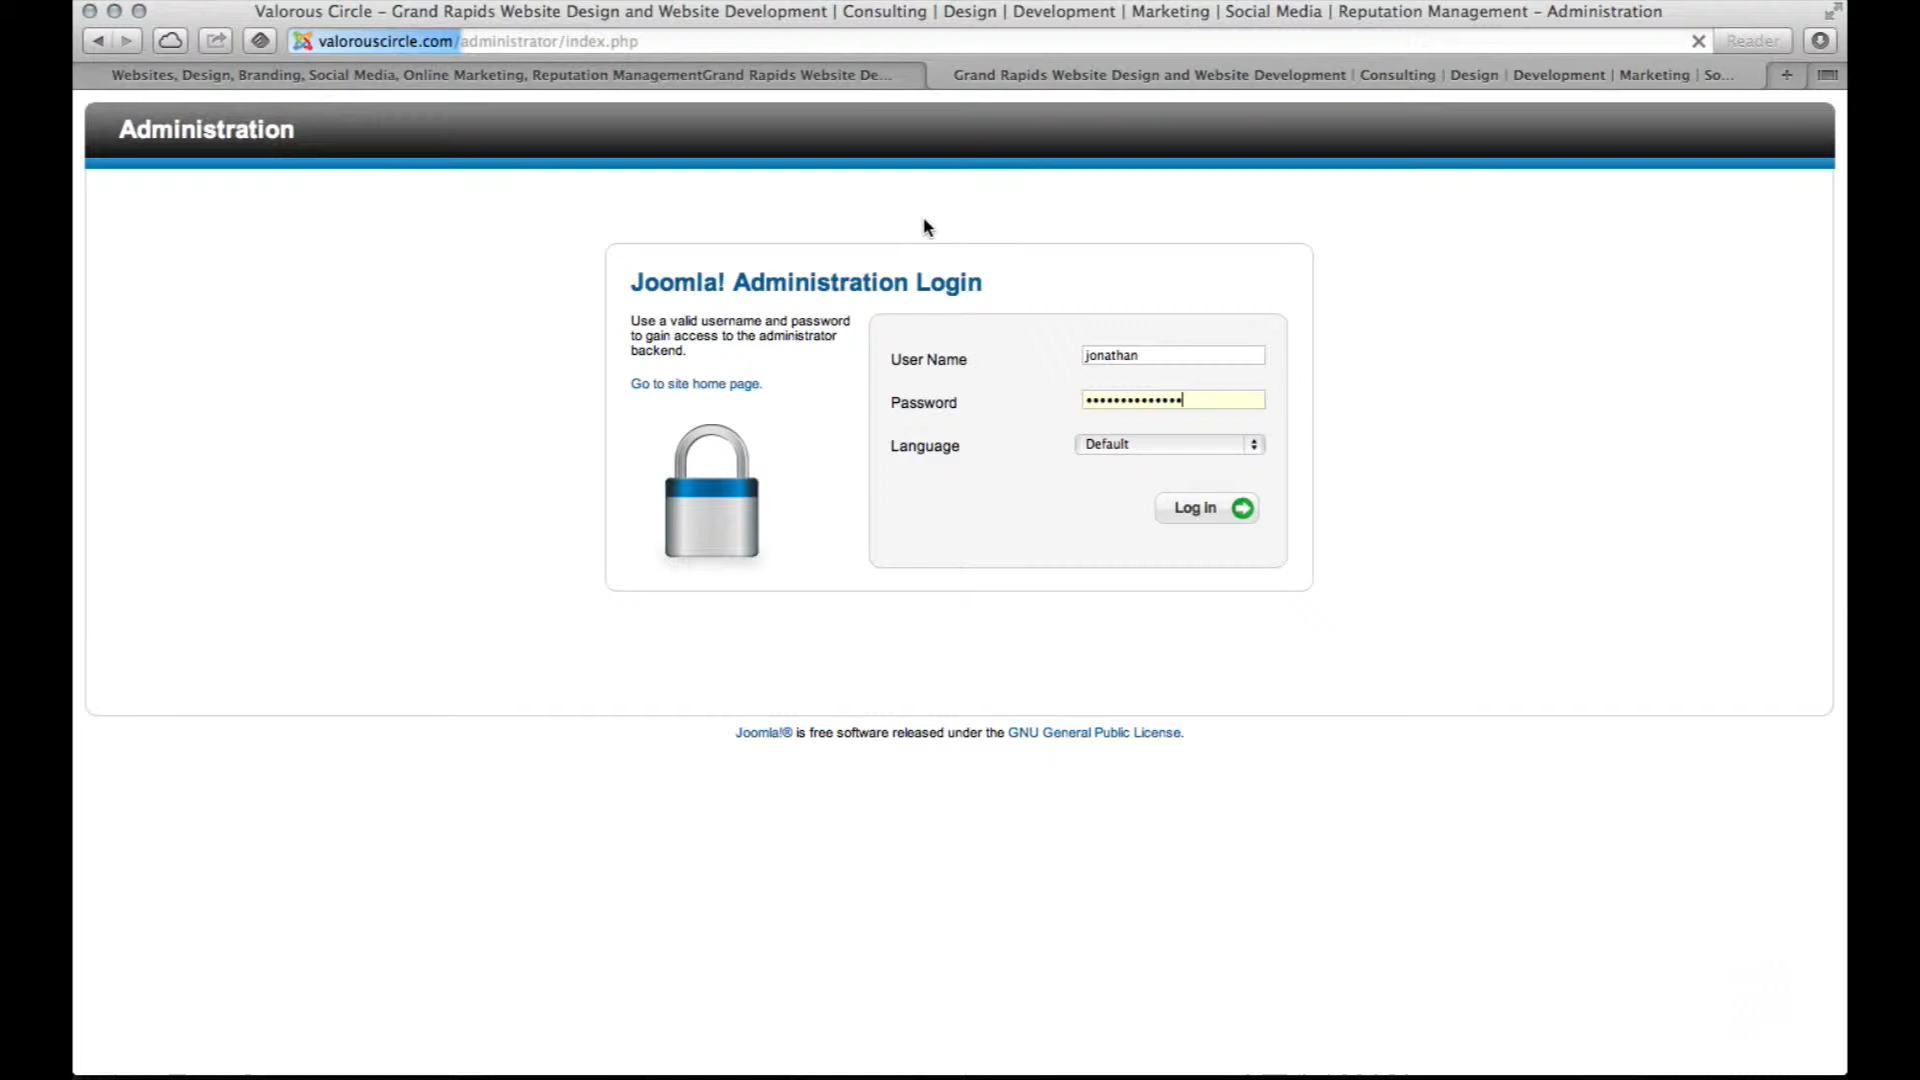 Valorous Circle – Grand Rapids Website Design and Website Development | Consulting | Design | Development | Marketing | Social Media | Reputation Management – Administration
valorouscircle.com/administrator/index.php
Reader
Websites, Design, Branding, Social Media, Online Marketing, Reputation ManagementGrand Rapids Website De...
Grand Rapids Website Design and Website Development | Consulting | Design | Development | Marketing | So...
Administration
Joomla! Administration Login
Use a valid username and password
to gain access to the administrator
backend.
Go to site home page.
User Name
jonathan
Password
••••••••••••••
Language
Default
Log in
Joomla!® is free software released under the GNU General Public License.